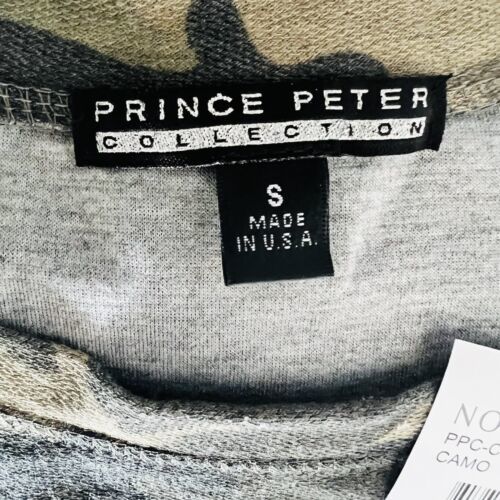 PRINCE PETER
COLLECTION
S
MADE
IN U.S.A.
NO
PPC-C
CAMO